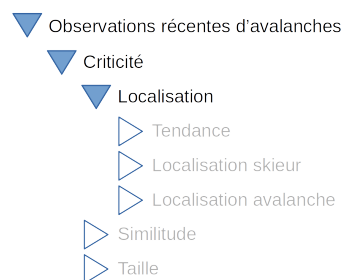 Observations récentes d’avalanches
Criticité
Localisation
Tendance
Localisation skieur
Localisation avalanche
Similitude
Taille